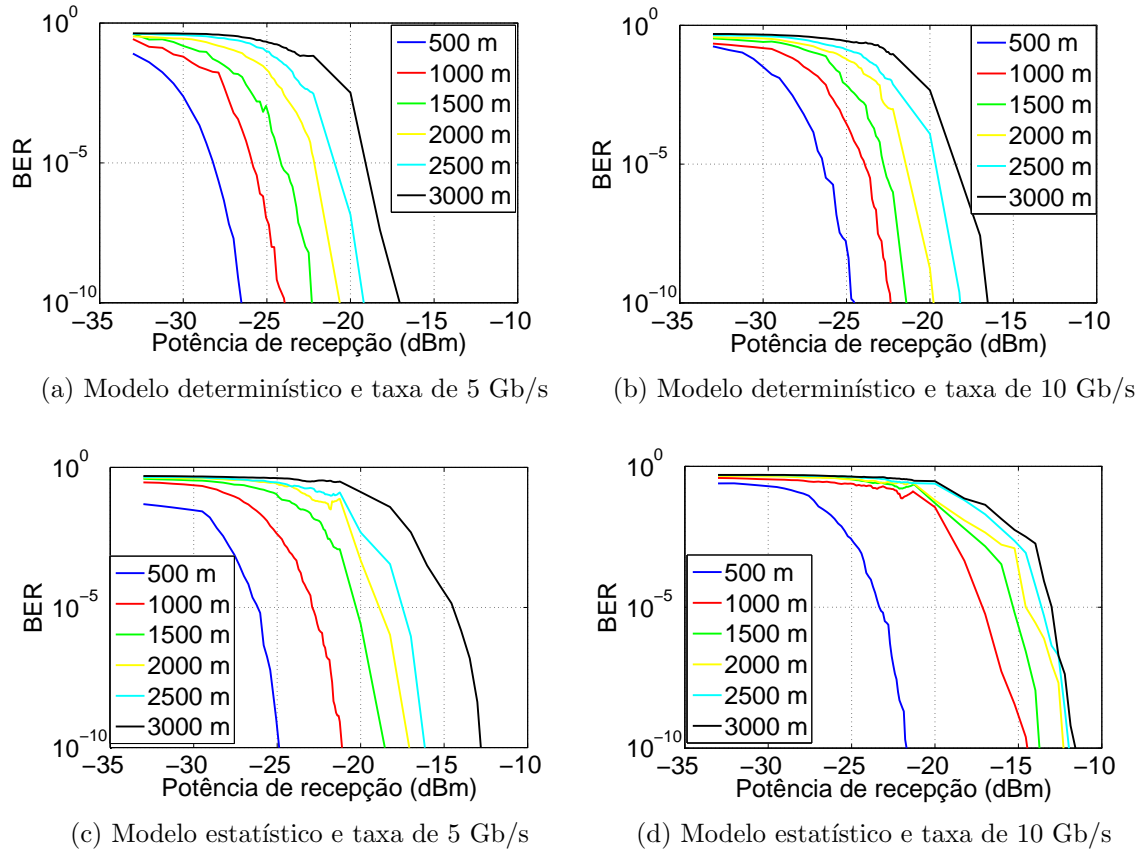 10^0
10^-5
10^-10
BER
500 m
1000 m
1500 m
2000 m
2500 m
3000 m
−35 −30 −25 −20 −15 −10
Potência de recepção (dBm)
(a) Modelo determinístico e taxa de 5 Gb/s
10^0
10^-5
10^-10
BER
500 m
1000 m
1500 m
2000 m
2500 m
3000 m
−35 −30 −25 −20 −15 −10
Potência de recepção (dBm)
(b) Modelo determinístico e taxa de 10 Gb/s
10^0
10^-5
10^-10
BER
500 m
1000 m
1500 m
2000 m
2500 m
3000 m
−35 −30 −25 −20 −15 −10
Potência de recepção (dBm)
(c) Modelo estatístico e taxa de 5 Gb/s
10^0
10^-5
10^-10
BER
500 m
1000 m
1500 m
2000 m
2500 m
3000 m
−35 −30 −25 −20 −15 −10
Potência de recepção (dBm)
(d) Modelo estatístico e taxa de 10 Gb/s